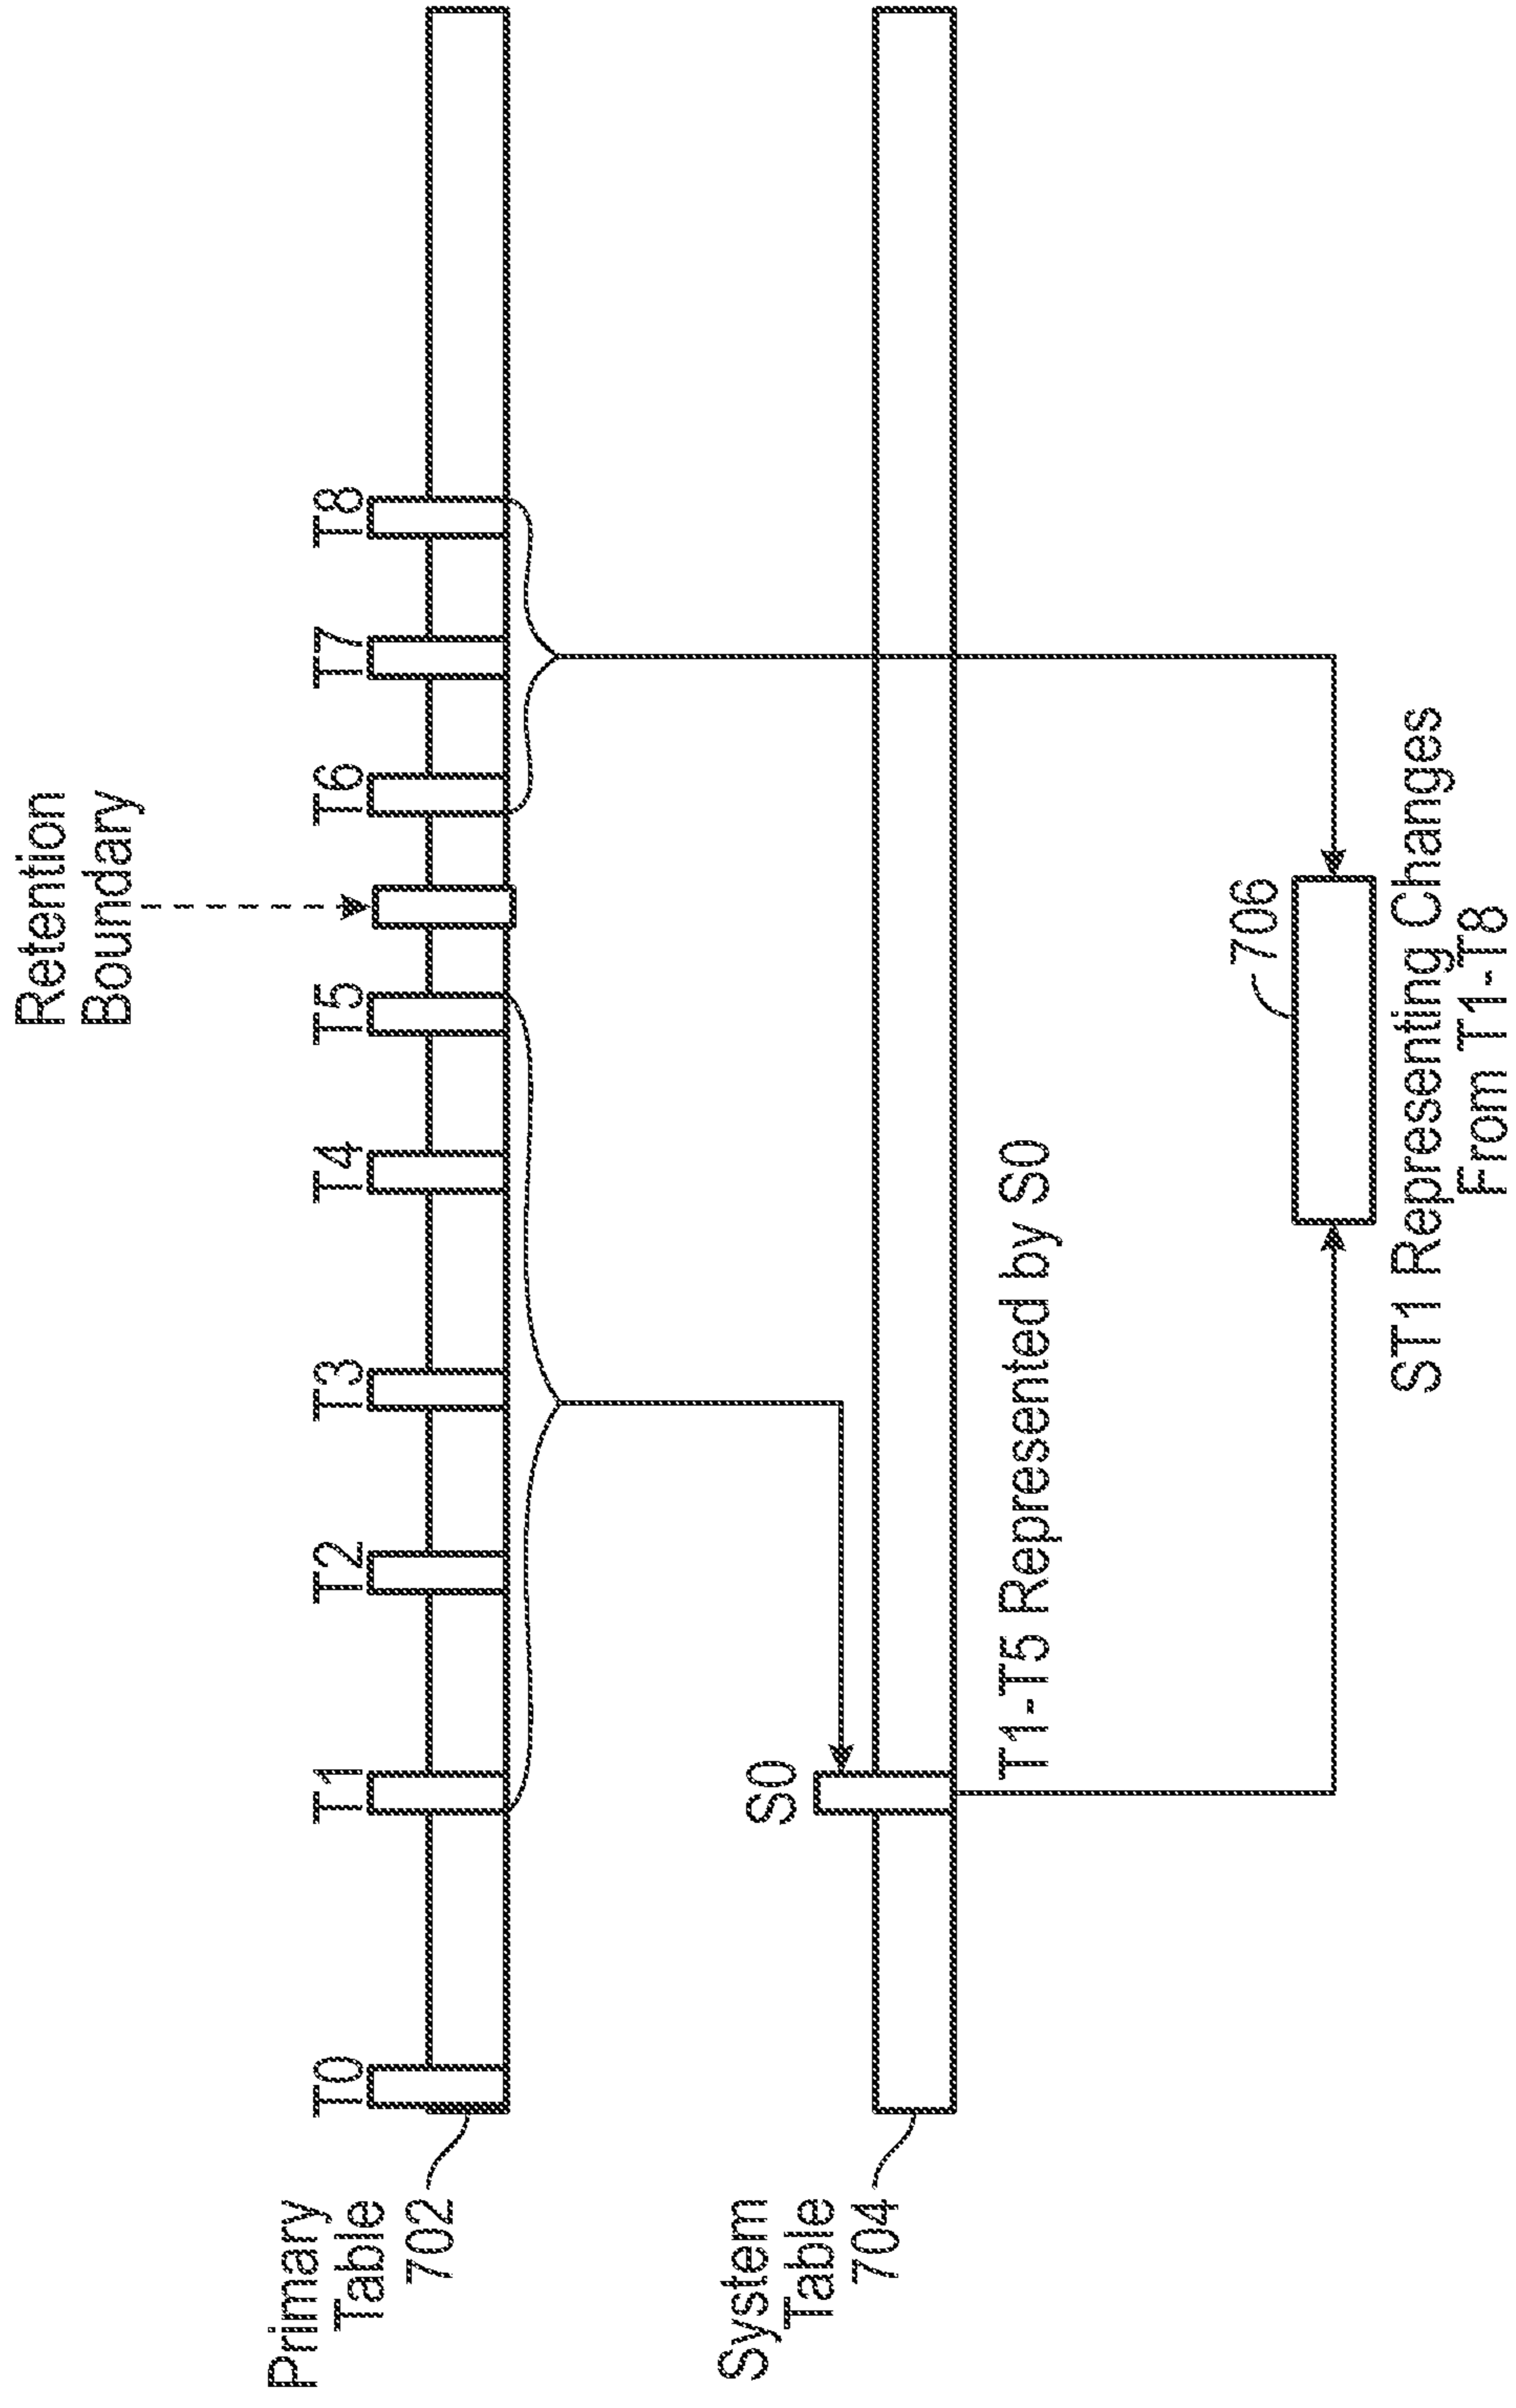 Retention
Boundary
T0
T1
T2
T3
T4
T5
T6
T7
T8
Primary
Table
702
S0
System
Table
704
T1-T5 Represented by S0
706
ST1 Representing Changes
From T1-T8